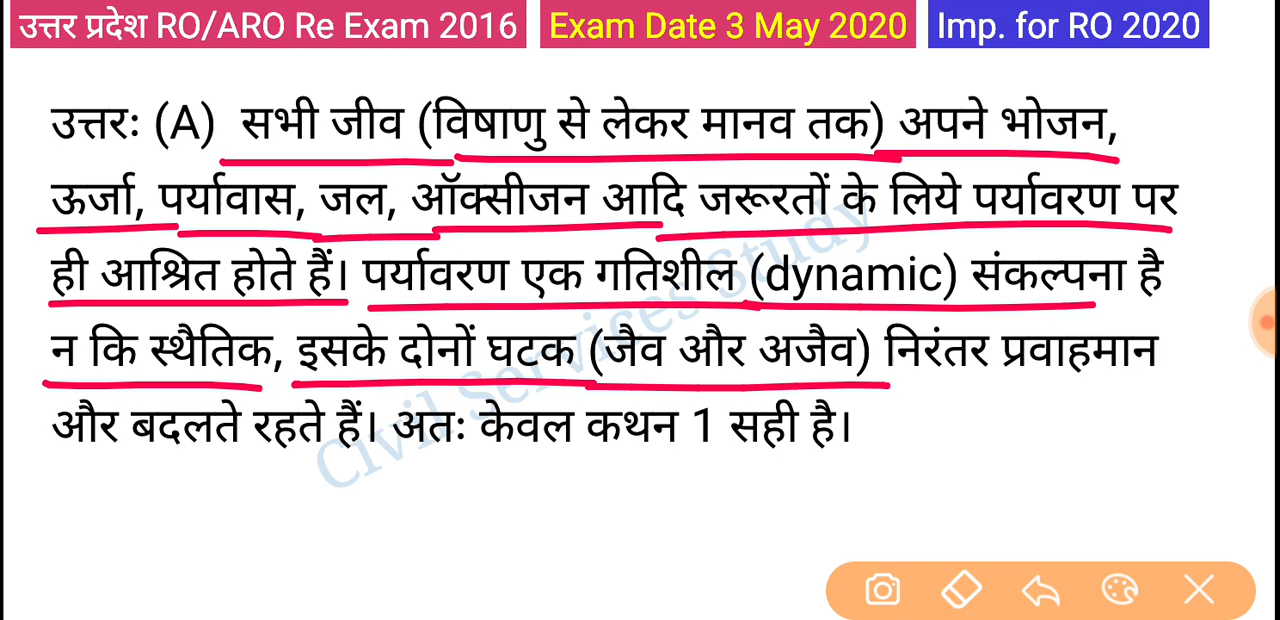 उत्तर प्रदेश RO/ARO Re Exam 2016 Exam Date 3 May 2020 Imp. for RO 2020
उत्तरः (A) सभी जीव (विषाणु से लेकर मानव तक) अपने भोजन,
ऊर्जा, पर्यावास, जल, ऑक्सीजन आदि जरूरतों के लिये पर्यावरण पर
ही आश्रित होते हैं। पर्यावरण एक गतिशील (dynamic) संकल्पना है
न कि स्थैतिक, इसके दोनों घटक (जैव और अजैव) निरंतर प्रवाहमान
और बदलते रहते हैं। अतः केवल कथन 1 सही है।
Civil Services Study